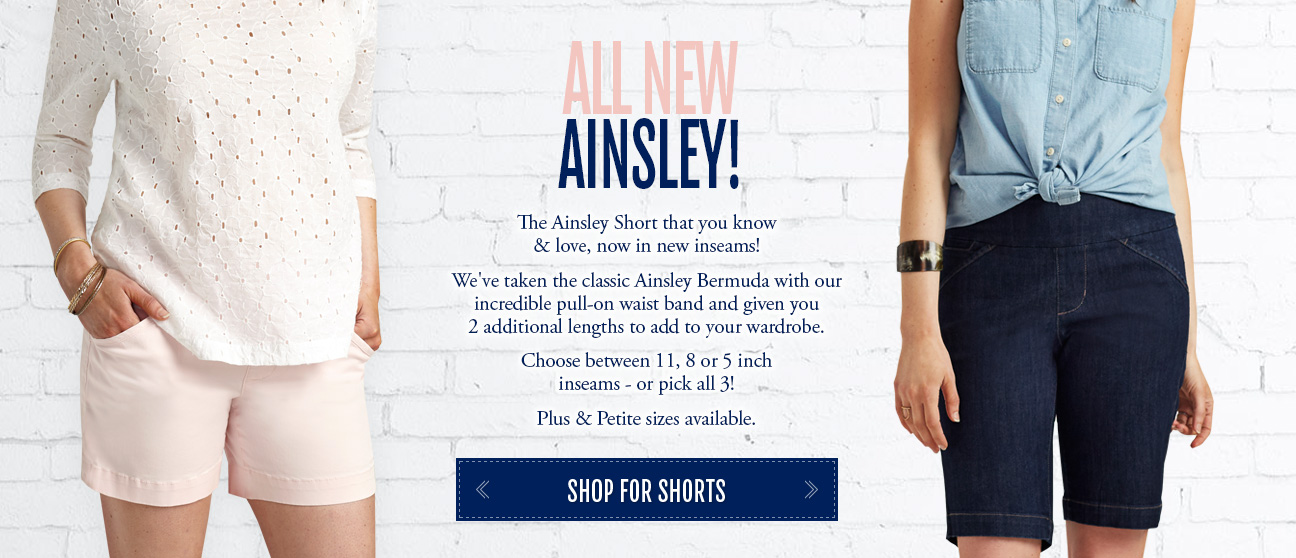 ALL NEW
AINSLEY!
The Ainsley Short that you know
& love, now in new inseams!
We've taken the classic Ainsley Bermuda with our
incredible pull-on waist band and given you
2 additional lengths to add to your wardrobe.
Choose between 11, 8 or 5 inch
inseams - or pick all 3!
Plus & Petite sizes available.
SHOP FOR SHORTS